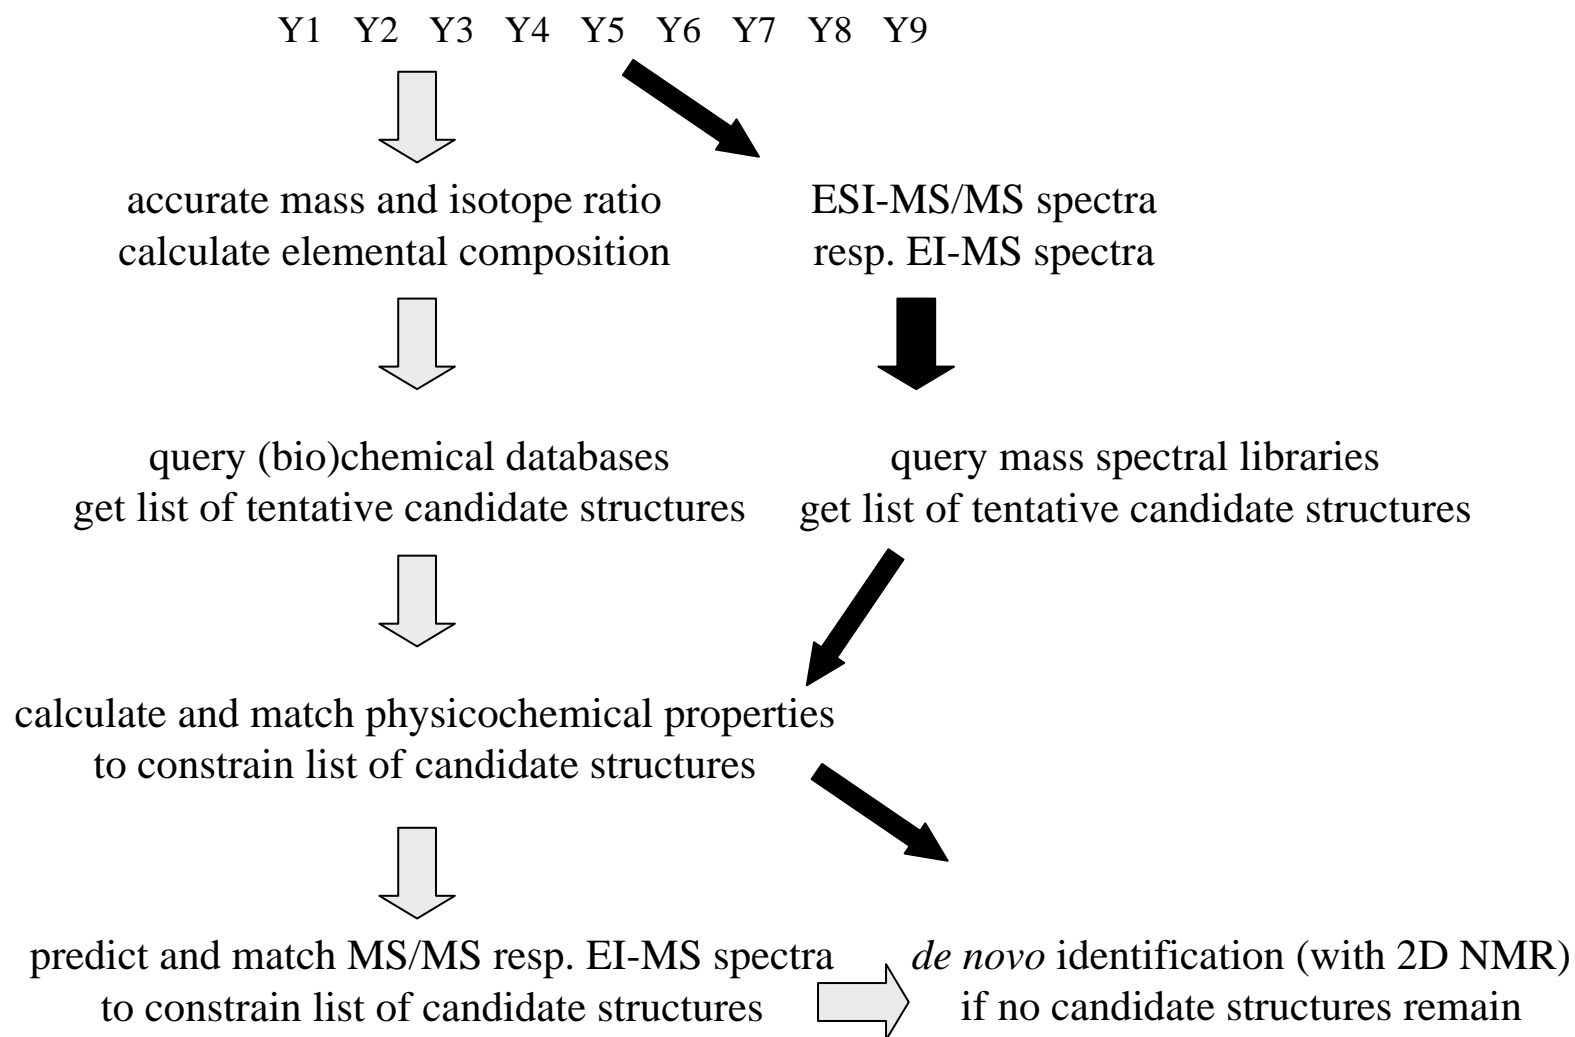 Y1 Y2 Y3 Y4 Y5 Y6 Y7 Y8 Y9
accurate mass and isotope ratio
calculate elemental composition
ESI-MS/MS spectra
resp. EI-MS spectra
query (bio)chemical databases
get list of tentative candidate structures
query mass spectral libraries
get list of tentative candidate structures
calculate and match physicochemical properties
to constrain list of candidate structures
predict and match MS/MS resp. EI-MS spectra
to constrain list of candidate structures
de novo identification (with 2D NMR)
if no candidate structures remain